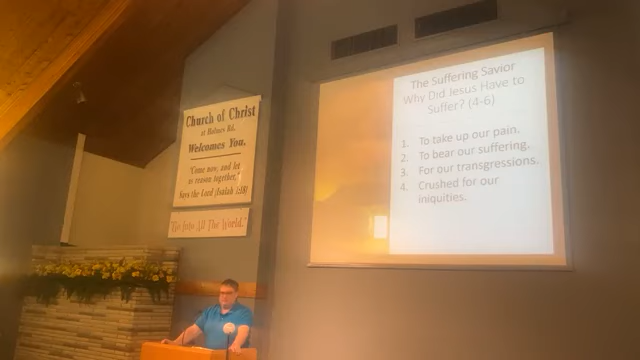 Church of Christ
at Holmes Rd.
Welcomes You.
"Come now, and let
us reason together,"
Says the Lord (Isaiah 1:18)
"Go Into All The World."
The Suffering Savior
Why Did Jesus Have to
Suffer? (4-6)
1. To take up our pain.
2. To bear our suffering.
3. For our transgressions.
4. Crushed for our
iniquities.